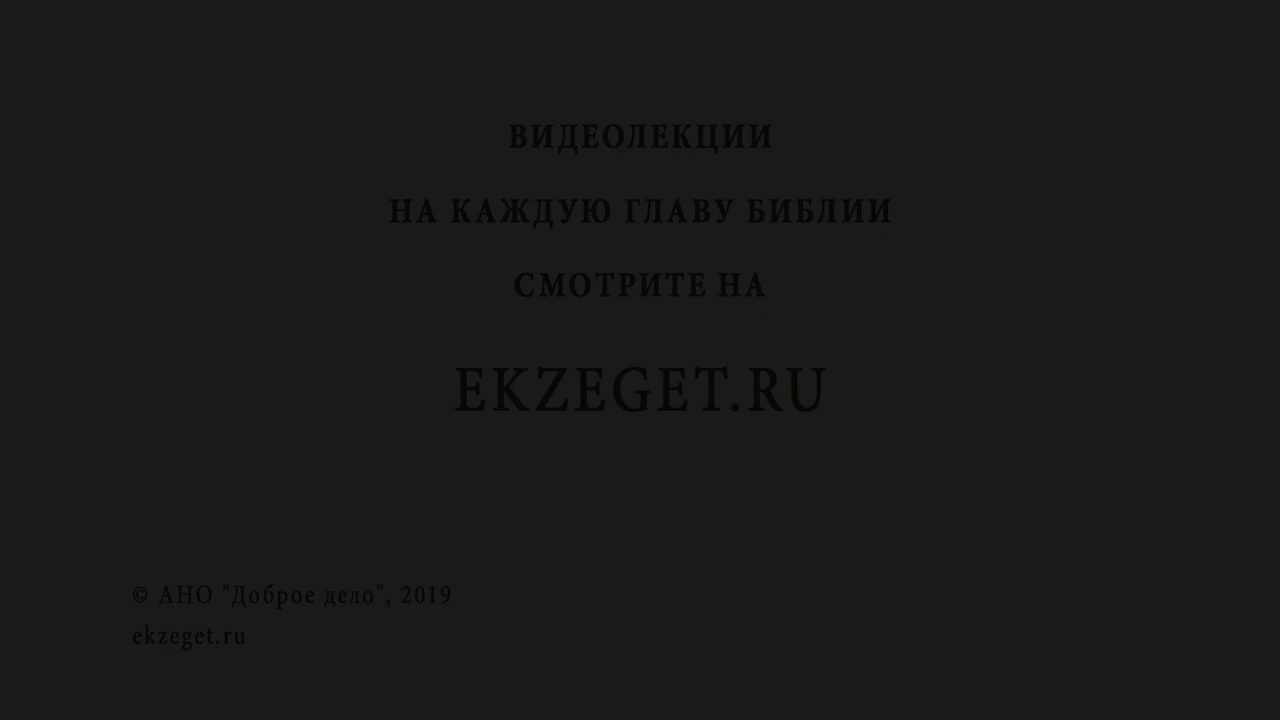 ВИДЕОЛЕКЦИИ
НА КАЖДУЮ ГЛАВУ БИБЛИИ
СМОТРИТЕ НА
EKZEGET.RU
© АНО "Доброе дело", 2019
ekzeget.ru